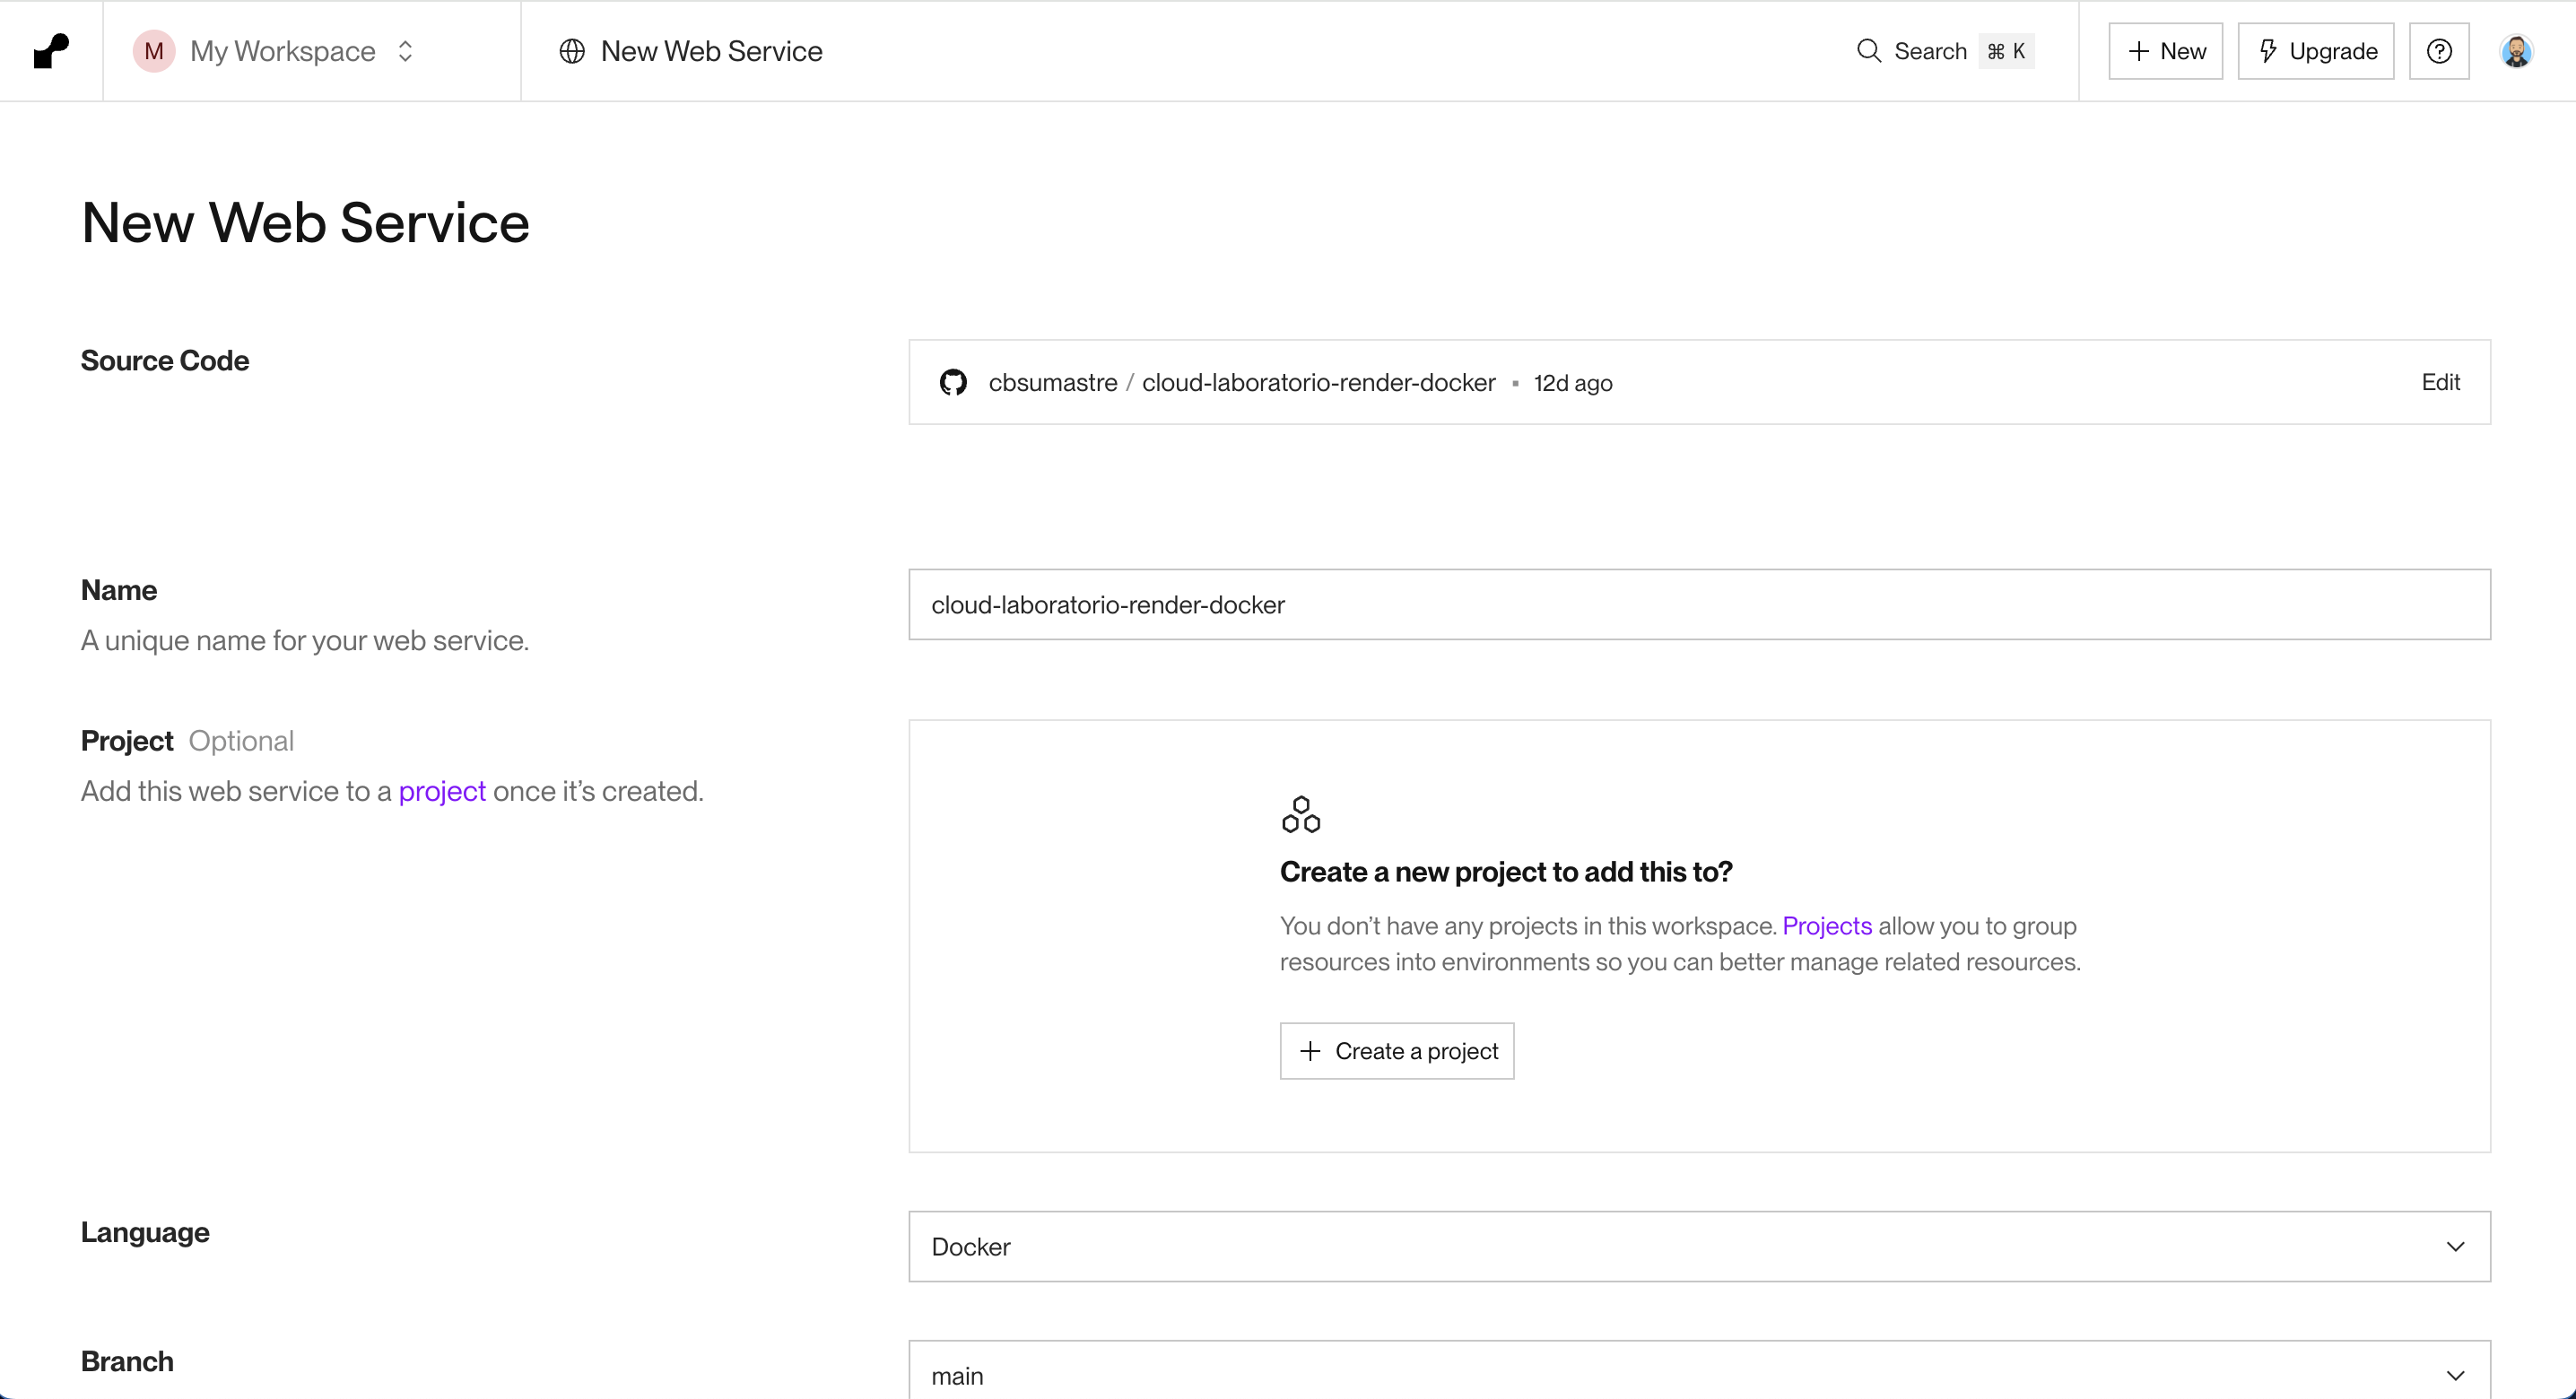 M My Workspace
New Web Service
Search ⌘ K
+ New
Upgrade
New Web Service
Source Code
cbsumastre / cloud-laboratorio-render-docker ▪ 12d ago
Edit
Name
A unique name for your web service.
cloud-laboratorio-render-docker
Project Optional
Add this web service to a project once it’s created.
Create a new project to add this to?
You don’t have any projects in this workspace. Projects allow you to group
resources into environments so you can better manage related resources.
+ Create a project
Language
Docker
Branch
main